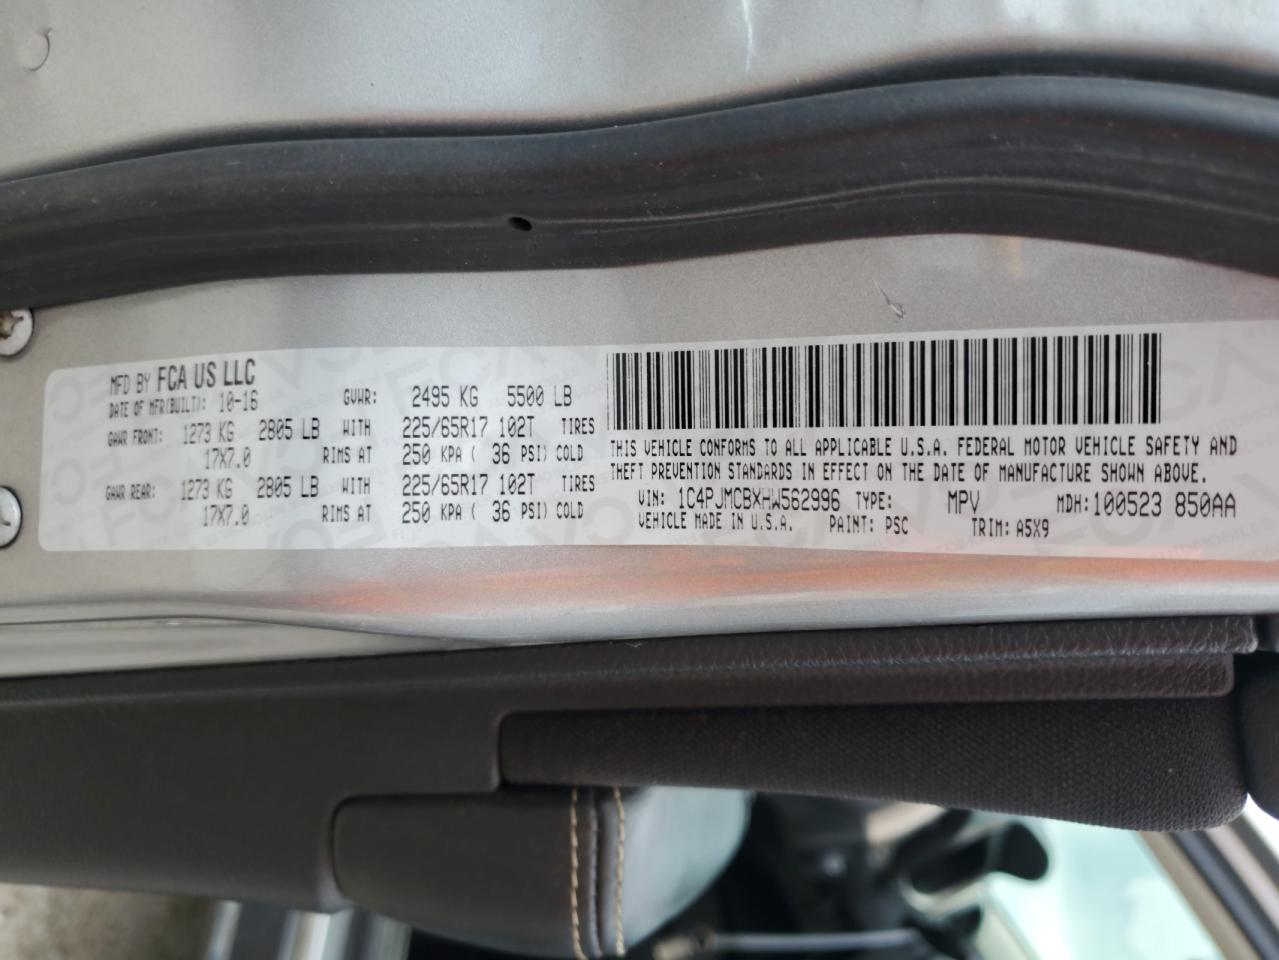 MFD BY FCA US LLC
DATE OF MFR(BUILT): 10-16 GVWR: 2495 KG 5500 LB
GAWR FRONT: 1273 KG 2805 LB WITH 225/65R17 102T TIRES
17X7.0 RIMS AT 250 KPA ( 36 PSI) COLD
GAWR REAR: 1273 KG 2805 LB WITH 225/65R17 102T TIRES
17X7.0 RIMS AT 250 KPA ( 36 PSI) COLD
THIS VEHICLE CONFORMS TO ALL APPLICABLE U.S.A. FEDERAL MOTOR VEHICLE SAFETY AND
THEFT PREVENTION STANDARDS IN EFFECT ON THE DATE OF MANUFACTURE SHOWN ABOVE.
VIN: 1C4PJMCBXHW562996 TYPE: MPV MDH: 100523 850AA
VEHICLE MADE IN U.S.A. PAINT: PSC TRIM: A5X9